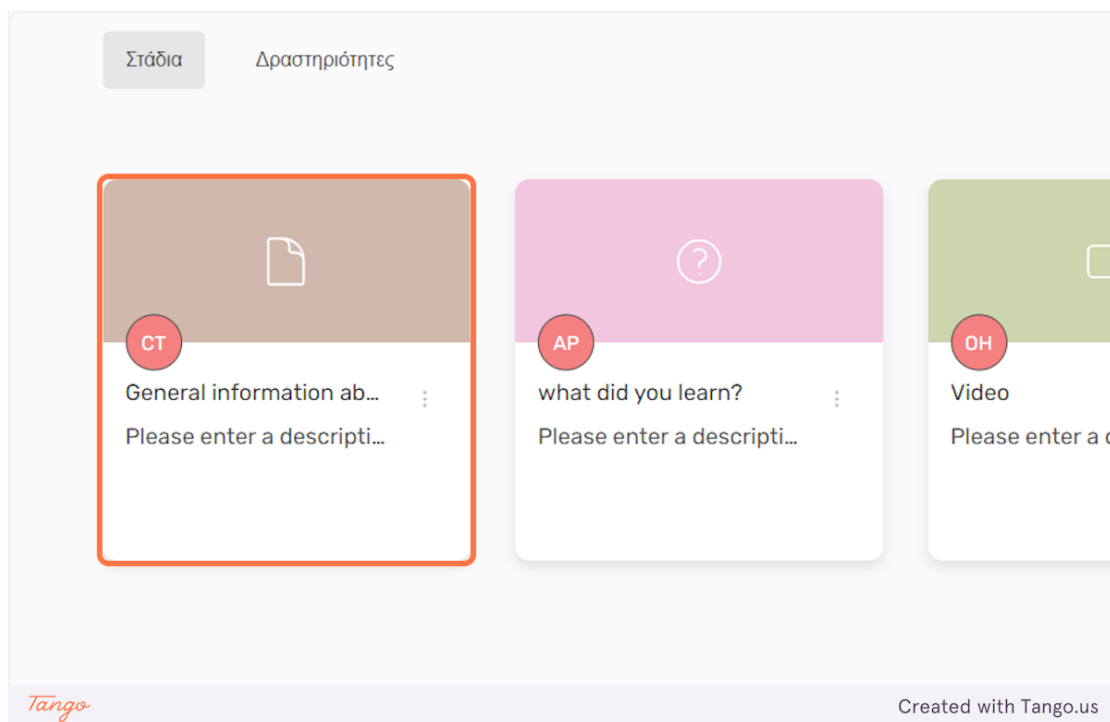 Στάδια
Δραστηριότητες
CT
AP
OH
General information ab...
what did you learn?
Video
Please enter a descripti...
Please enter a descripti...
Please enter a
Tango
Created with Tango.us